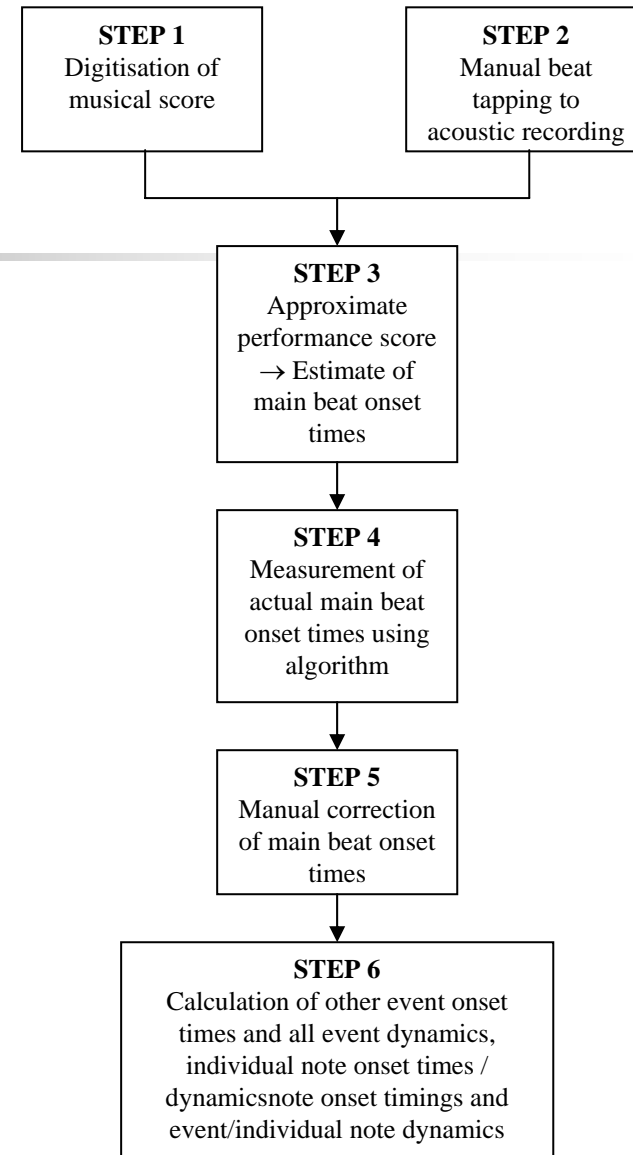 STEP 1
Digitisation of
musical score
STEP 2
Manual beat
tapping to
acoustic recording
STEP 3
Approximate
performance score
→ Estimate of
main beat onset
times
STEP 4
Measurement of
actual main beat
onset times using
algorithm
STEP 5
Manual correction
of main beat onset
times
STEP 6
Calculation of other event onset
times and all event dynamics,
individual note onset times /
dynamicsnote onset timings and
event/individual note dynamics